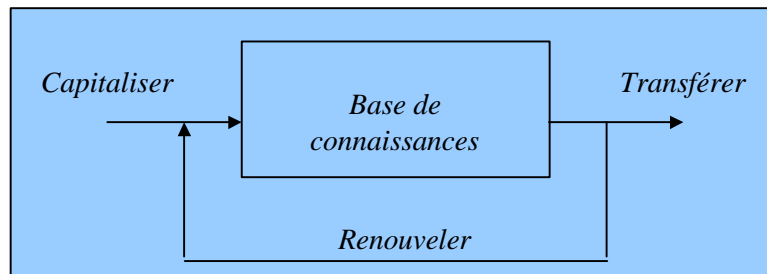 Capitaliser
Transférer
Base de
connaissances
Renouveler